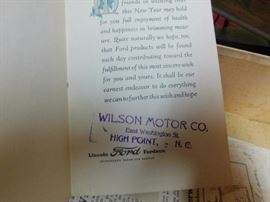 friends in wishing that
this New Year may hold
for you full enjoyment of health
and happiness in brimming meas-
ure. Quite naturally we hope, too,
that Ford products will be found
each day contributing toward the
fulfillment of this most sincere wish
for you and yours. It shall be our
earnest endeavor to do everything
we can to further this wish and hope
WILSON MOTOR CO.
East Washington St.
HIGH POINT, N. C.
Lincoln Ford Fordson